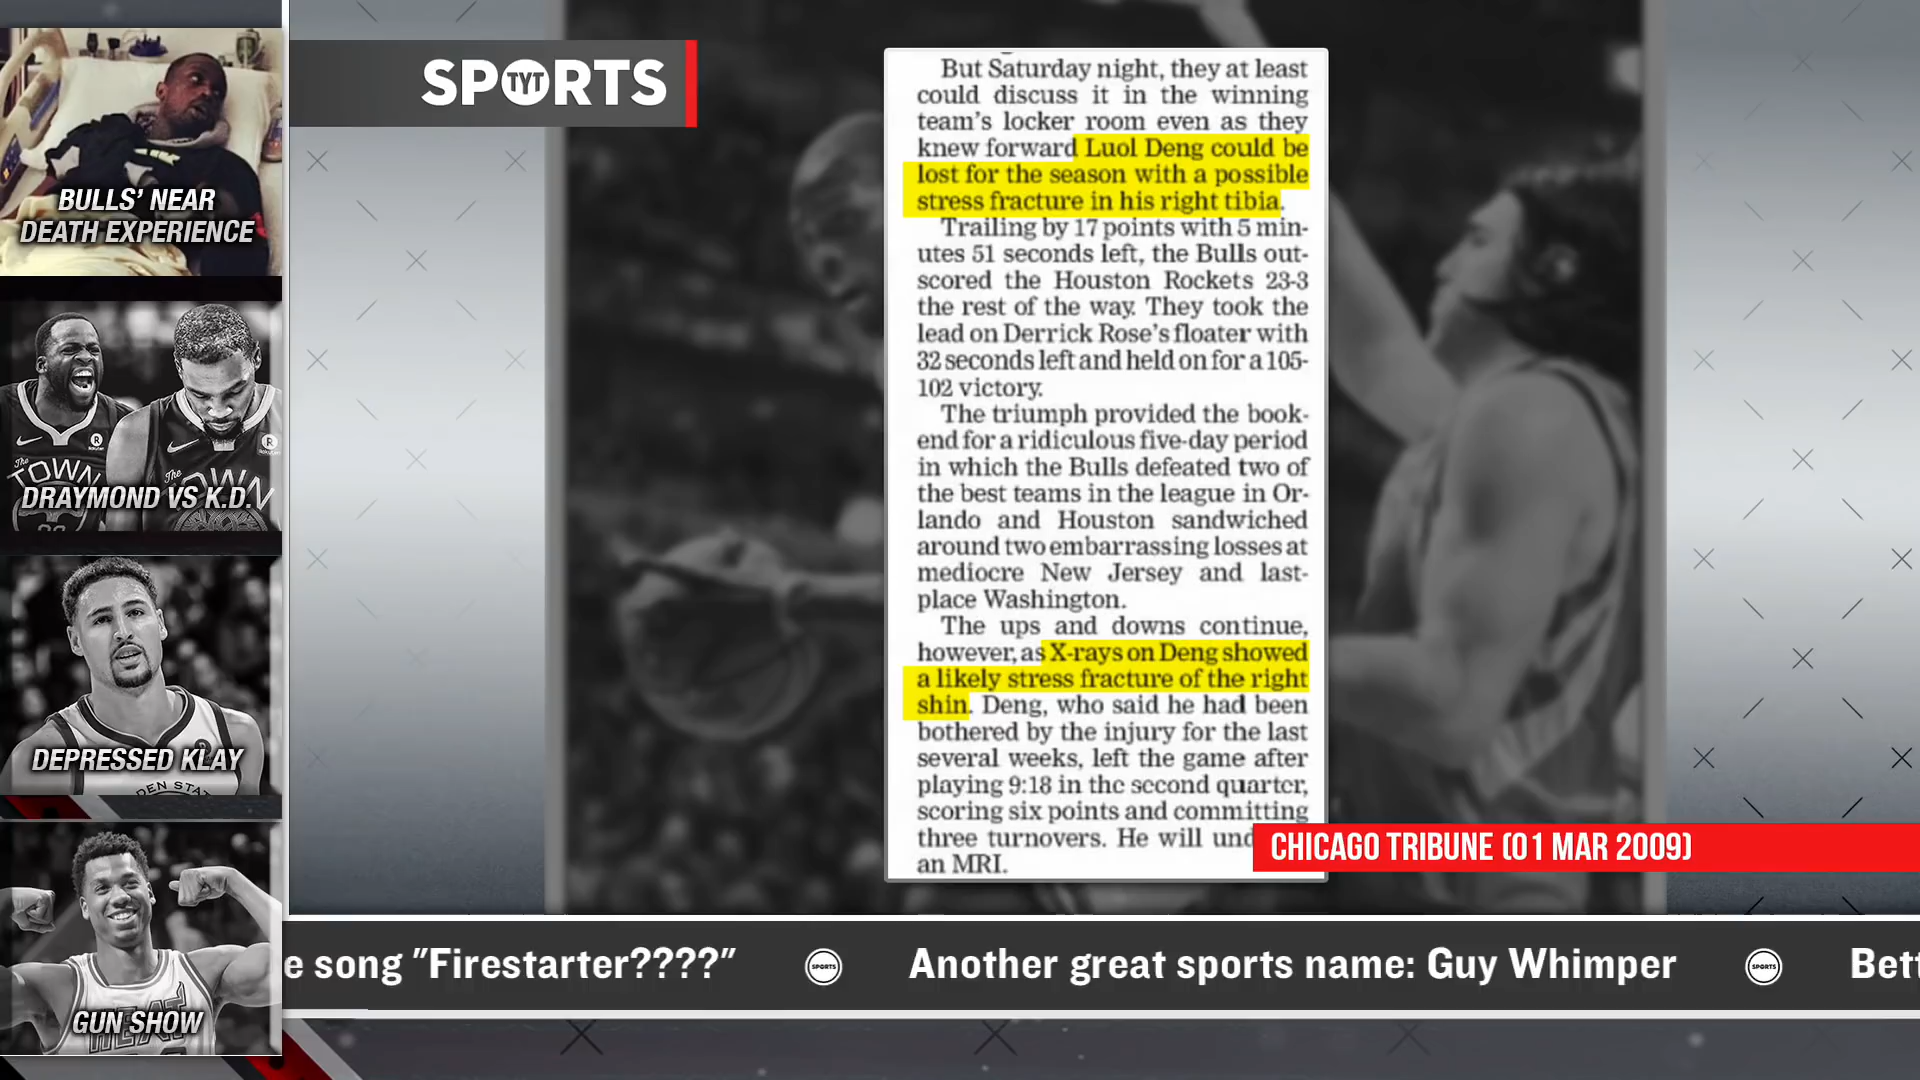 BULLS' NEAR
DEATH EXPERIENCE
The
TOWN
The
TOWN
DRAYMOND VS K.D.
DEPRESSED KLAY
DEN STAT
HEAT
GUN SHOW
SPORTS
TYT
But Saturday night, they at least
could discuss it in the winning
team's locker room even as they
knew forward Luol Deng could be
lost for the season with a possible
stress fracture in his right tibia.
Trailing by 17 points with 5 min-
utes 51 seconds left, the Bulls out-
scored the Houston Rockets 23-3
the rest of the way. They took the
lead on Derrick Rose's floater with
32 seconds left and held on for a 105-
102 victory.
The triumph provided the book-
end for a ridiculous five-day period
in which the Bulls defeated two of
the best teams in the league in Or-
lando and Houston sandwiched
around two embarrassing losses at
mediocre New Jersey and last-
place Washington.
The ups and downs continue,
however, as X-rays on Deng showed
a likely stress fracture of the right
shin. Deng, who said he had been
bothered by the injury for the last
several weeks, left the game after
playing 9:18 in the second quarter,
scoring six points and committing
three turnovers. He will und
an MRI.
CHICAGO TRIBUNE (01 MAR 2009)
e song "Firestarter????" SPORTS Another great sports name: Guy Whimper SPORTS Bett